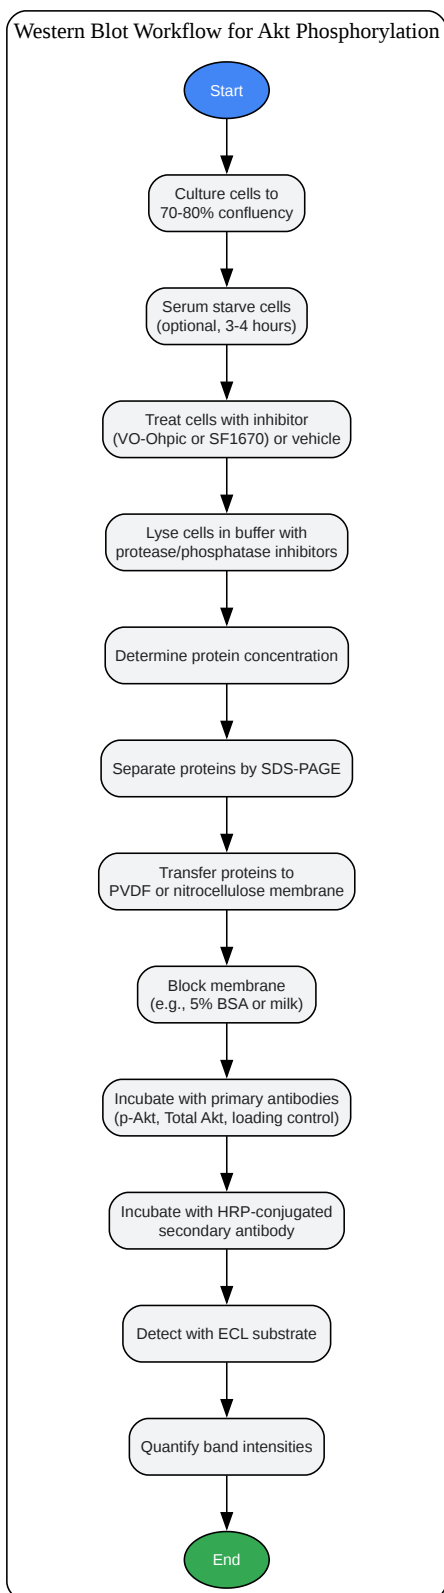 Western Blot Workflow for Akt Phosphorylation
Start
Culture cells to
70-80% confluency
Serum starve cells
(optional, 3-4 hours)
Treat cells with inhibitor
(VO-Ohpic or SF1670) or vehicle
Lyse cells in buffer with
protease/phosphatase inhibitors
Determine protein concentration
Separate proteins by SDS-PAGE
Transfer proteins to
PVDF or nitrocellulose membrane
Block membrane
(e.g., 5% BSA or milk)
Incubate with primary antibodies
(p-Akt, Total Akt, loading control)
Incubate with HRP-conjugated
secondary antibody
Detect with ECL substrate
Quantify band intensities
End